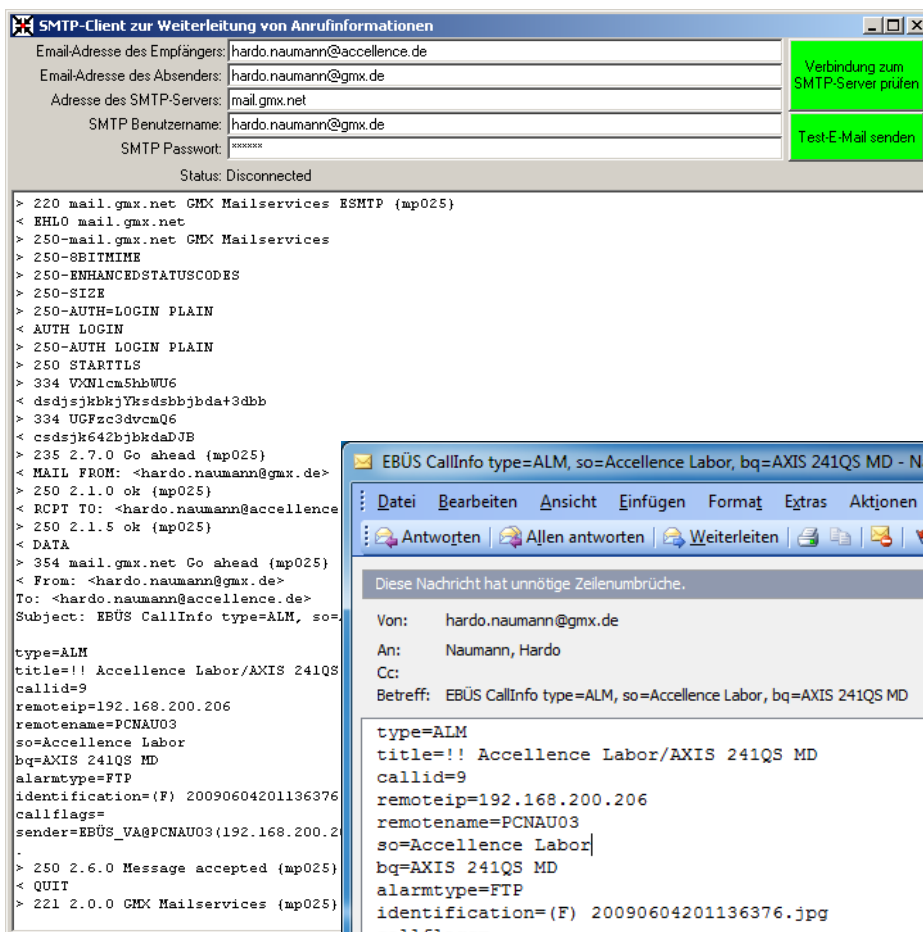 SMTP-Client zur Weiterleitung von Anrufinformationen
Email-Adresse des Empfängers: hardo.naumann@accellence.de
Email-Adresse des Absenders: hardo.naumann@gmx.de
Adresse des SMTP-Servers: mail.gmx.net
SMTP Benutzername: hardo.naumann@gmx.de
SMTP Passwort: ******
Verbindung zum
SMTP-Server prüfen
Test-E-Mail senden
Status: Disconnected
> 220 mail.gmx.net GMX Mailservices ESMTP {mp025}
< EHLO mail.gmx.net
> 250-mail.gmx.net GMX Mailservices
> 250-8BITMIME
> 250-ENHANCEDSTATUSCODES
> 250-SIZE
> 250-AUTH=LOGIN PLAIN
< AUTH LOGIN
> 250-AUTH LOGIN PLAIN
> 250 STARTTLS
> 334 VXNlcm5hbWU6
< dsdjsjkbkjYksdsbbjbda+3dbb
> 334 UGFzc3dvcmQ6
< csdsjk642bjbkdaDJB
> 235 2.7.0 Go ahead {mp025}
< MAIL FROM: <hardo.naumann@gmx.de>
> 250 2.1.0 ok {mp025}
< RCPT TO: <hardo.naumann@accellence
> 250 2.1.5 ok {mp025}
< DATA
> 354 mail.gmx.net Go ahead {mp025}
< From: <hardo.naumann@gmx.de>
To: <hardo.naumann@accellence.de>
Subject: EBÜS CallInfo type=ALM, so=
type=ALM
title=!! Accellence Labor/AXIS 241QS
callid=9
remoteip=192.168.200.206
remotename=PCNAU03
so=Accellence Labor
bq=AXIS 241QS MD
alarmtype=FTP
identification=(F) 20090604201136376
callflags=
sender=EBÜS_VA@PCNAU03(192.168.200.2
.
> 250 2.6.0 Message accepted {mp025}
< QUIT
> 221 2.0.0 GMX Mailservices {mp025}
EBÜS CallInfo type=ALM, so=Accellence Labor, bq=AXIS 241QS MD - N
Datei Bearbeiten Ansicht Einfügen Format Extras Aktionen
Antworten Allen antworten Weiterleiten
Diese Nachricht hat unnötige Zeilenumbrüche.
Von: hardo.naumann@gmx.de
An: Naumann, Hardo
Cc:
Betreff: EBÜS CallInfo type=ALM, so=Accellence Labor, bq=AXIS 241QS MD
type=ALM
title=!! Accellence Labor/AXIS 241QS MD
callid=9
remoteip=192.168.200.206
remotename=PCNAU03
so=Accellence Labor
bq=AXIS 241QS MD
alarmtype=FTP
identification=(F) 20090604201136376.jpg